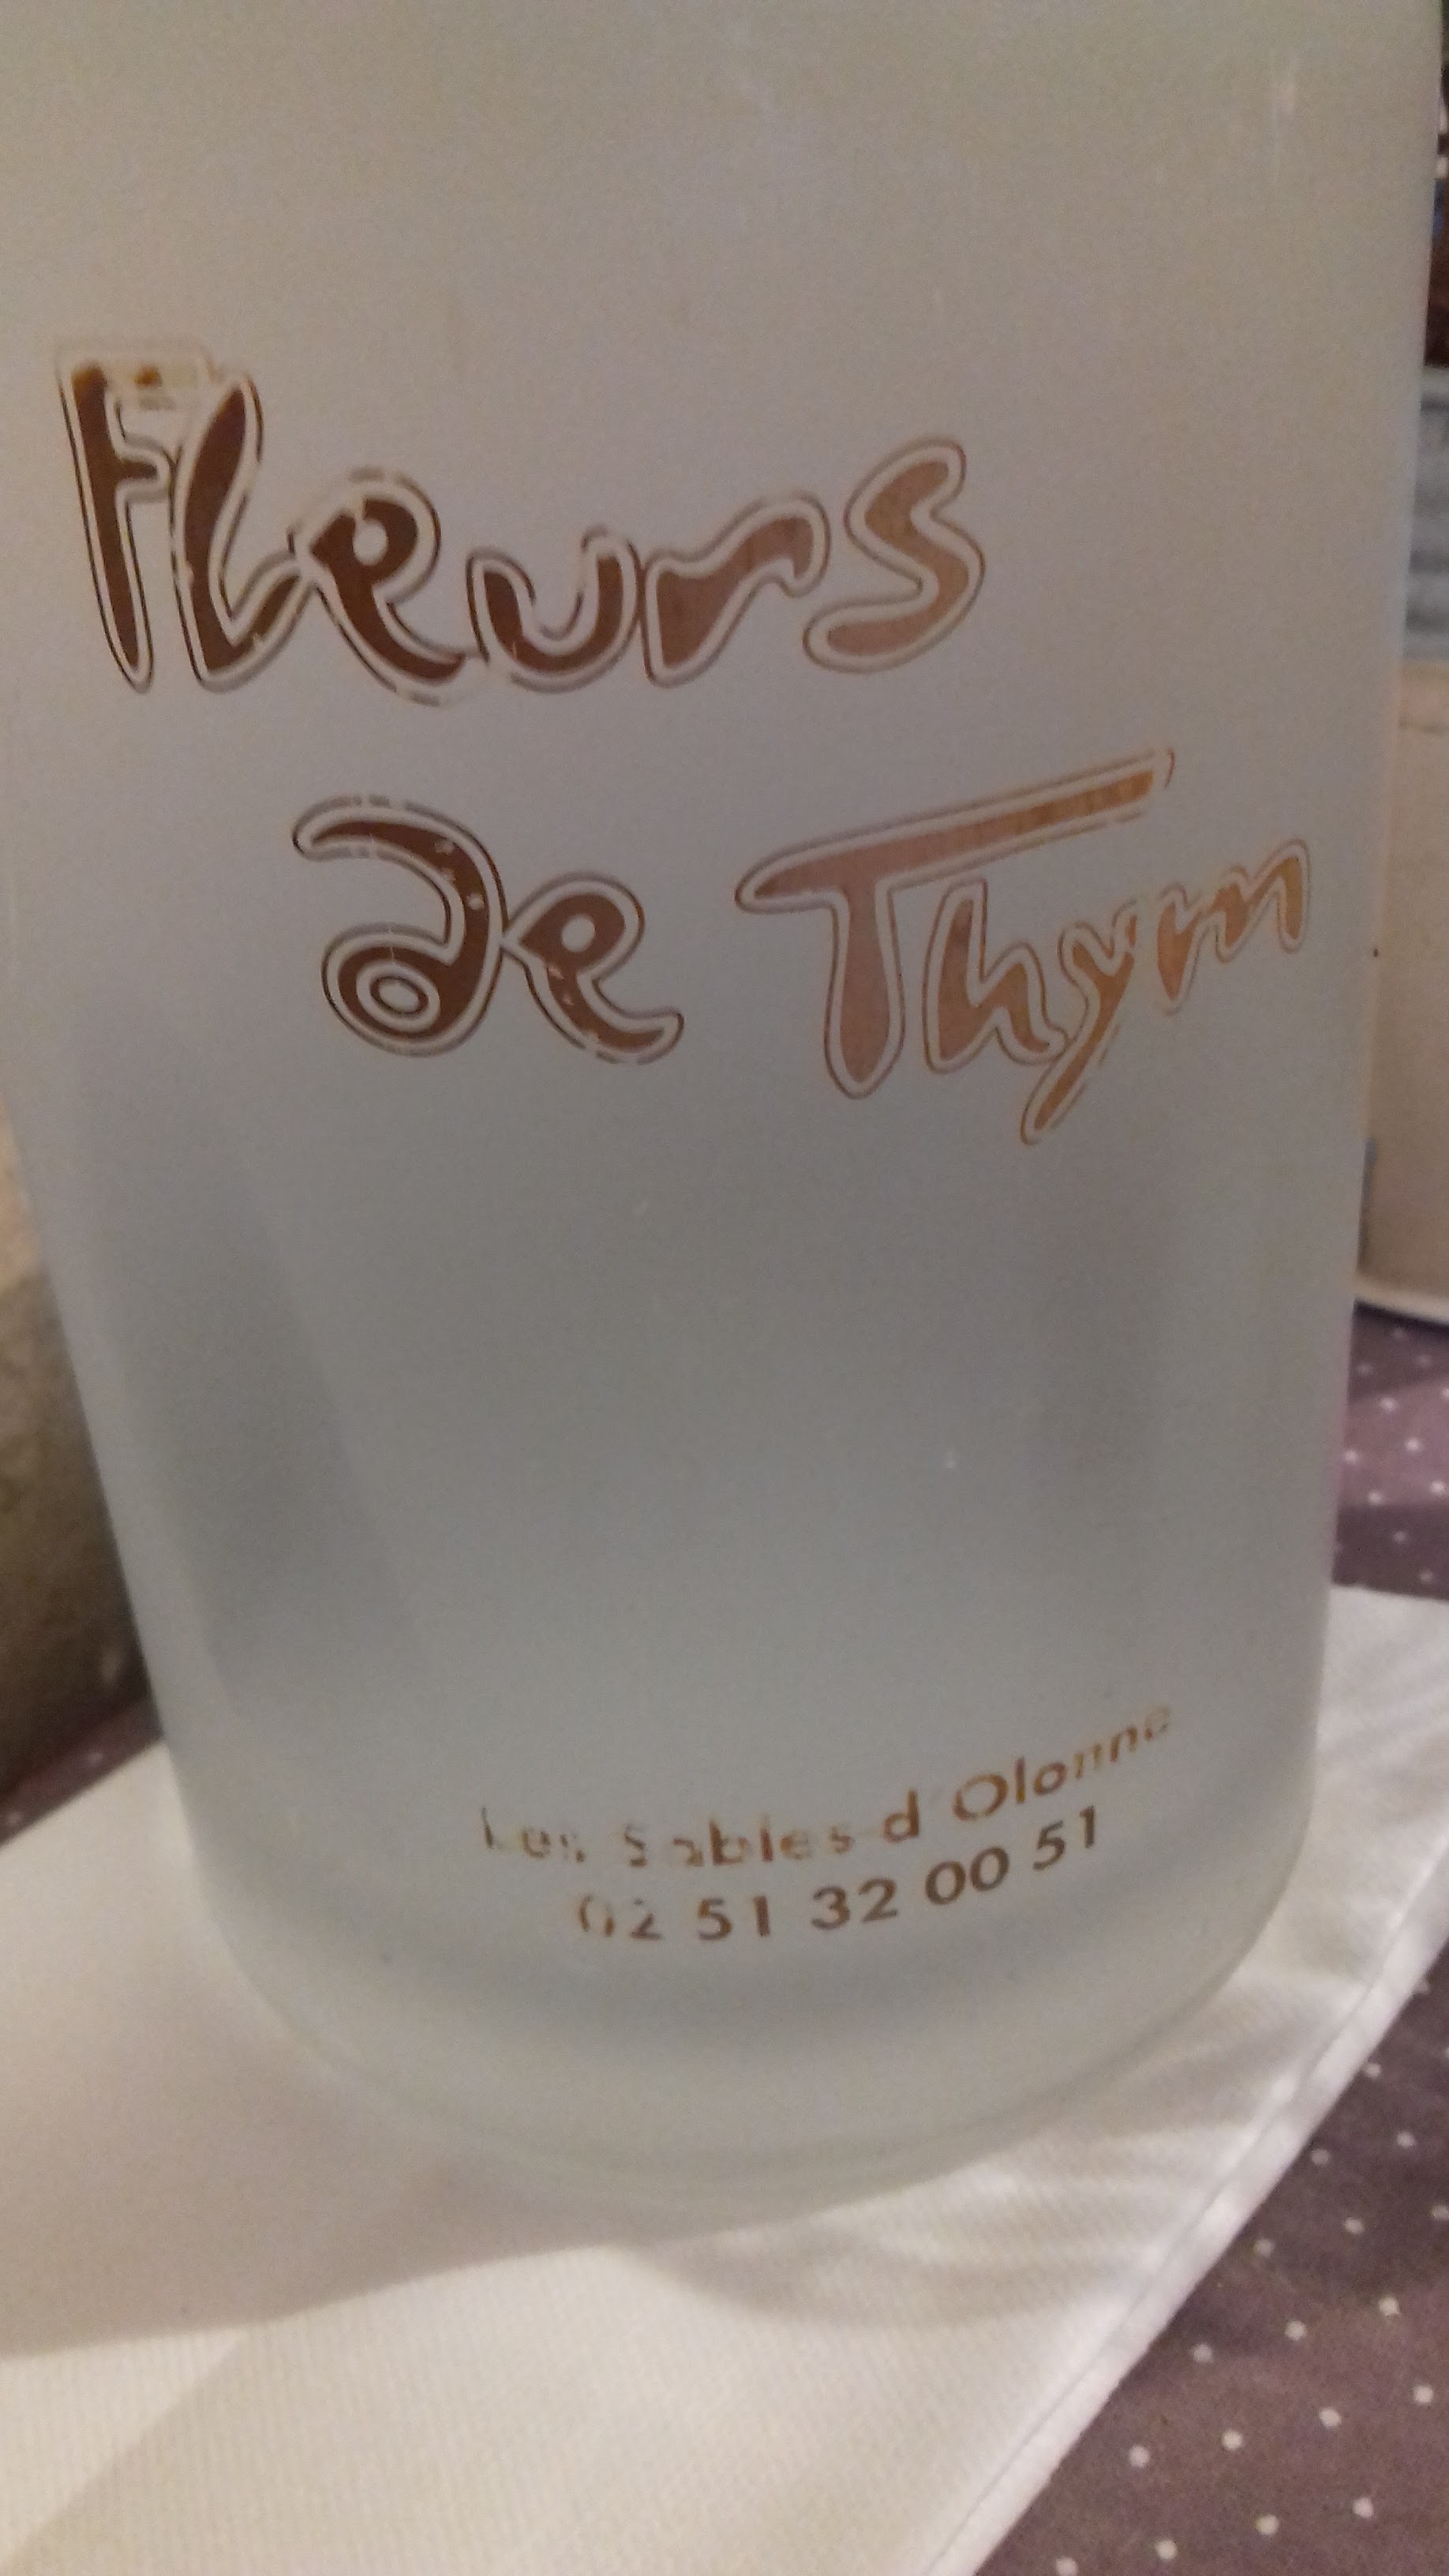 Fleurs
de Thym
Les Sables d Olonne
02 51 32 00 51